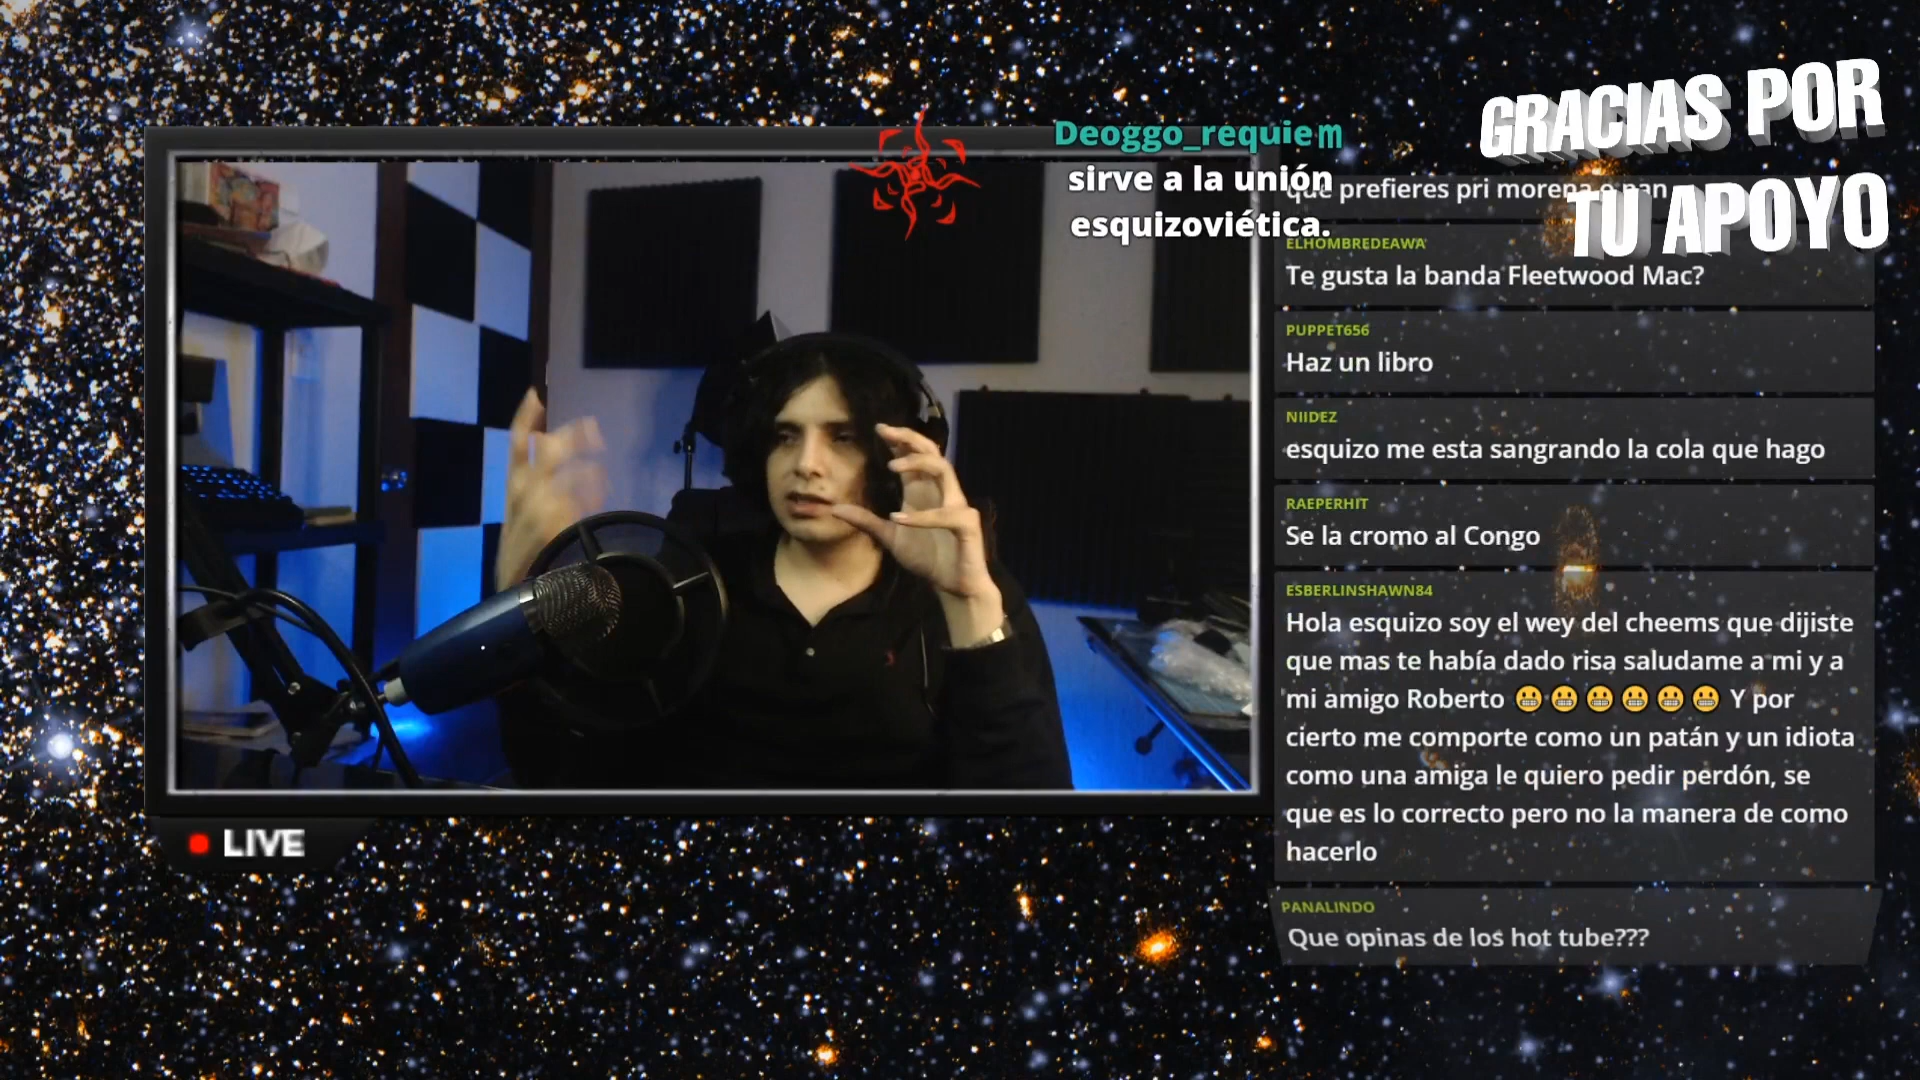 GRACIAS POR
TU APOYO
Deoggo_requiem
sirve a la unión
esquizoviética.
que prefieres pri morena o pan
ELHOMBREDEAWA
Te gusta la banda Fleetwood Mac?
PUPPET656
Haz un libro
NIIDEZ
esquizo me esta sangrando la cola que hago
RAEPERHIT
Se la cromo al Congo
ESBERLINSHAWN84
Hola esquizo soy el wey del cheems que dijiste
que mas te había dado risa saludame a mi y a
mi amigo Roberto 😬😬😬😬😬😬 Y por
cierto me comporte como un patán y un idiota
como una amiga le quiero pedir perdón, se
que es lo correcto pero no la manera de como
hacerlo
PANALINDO
Que opinas de los hot tube???
LIVE